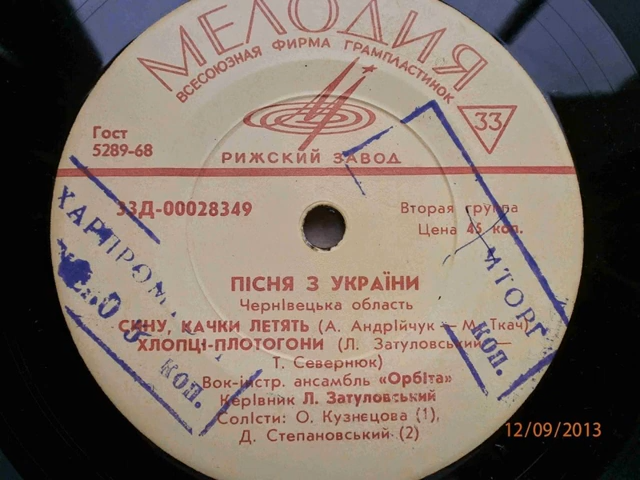 МЕЛОДИЯ
ВСЕСОЮЗНАЯ ФИРМА ГРАМПЛАСТИНОК
33
Гост
5289-68
РИЖСКИЙ ЗАВОД
33Д-00028349
Вторая группа
Цена 45 коп.
ПІСНЯ З УКРАЇНИ
Чернівецька область
СИНУ, КАЧКИ ЛЕТЯТЬ (А. Андрійчук — М. Ткач)
ХЛОПЦІ-ПЛОТОГОНИ (Л. Затуловський —
Т. Севернюк)
Вок-інстр. ансамбль «Орбіта»
Керівник Л. Затуловський
Солісти: О. Кузнєцова (1),
Д. Степановський (2)
ХАРПРОМ
КОП.
МТОРГ
КОП.
12/09/2013